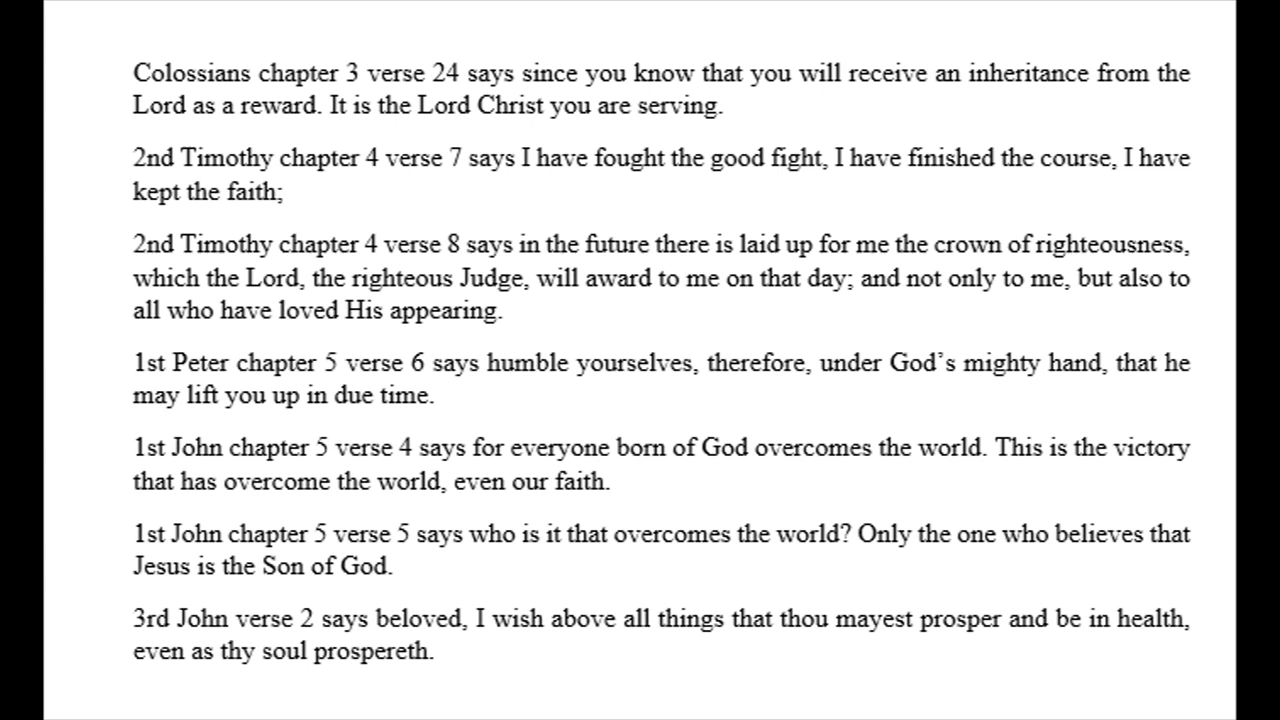 Colossians chapter 3 verse 24 says since you know that you will receive an inheritance from the
Lord as a reward. It is the Lord Christ you are serving.
2nd Timothy chapter 4 verse 7 says I have fought the good fight, I have finished the course, I have
kept the faith;
2nd Timothy chapter 4 verse 8 says in the future there is laid up for me the crown of righteousness,
which the Lord, the righteous Judge, will award to me on that day; and not only to me, but also to
all who have loved His appearing.
1st Peter chapter 5 verse 6 says humble yourselves, therefore, under God’s mighty hand, that he
may lift you up in due time.
1st John chapter 5 verse 4 says for everyone born of God overcomes the world. This is the victory
that has overcome the world, even our faith.
1st John chapter 5 verse 5 says who is it that overcomes the world? Only the one who believes that
Jesus is the Son of God.
3rd John verse 2 says beloved, I wish above all things that thou mayest prosper and be in health,
even as thy soul prospereth.